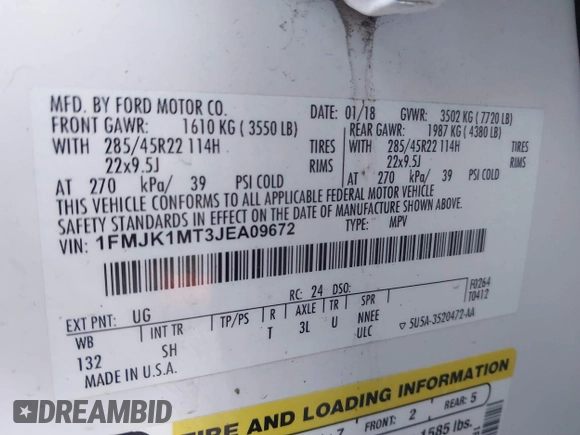 MFD. BY FORD MOTOR CO.
DATE: 01/18 GVWR: 3502 KG ( 7720 LB)
FRONT GAWR: 1610 KG ( 3550 LB)
REAR GAWR: 1987 KG ( 4380 LB)
WITH 285/45R22 114H TIRES
WITH 285/45R22 114H TIRES
22x9.5J RIMS
22x9.5J RIMS
AT 270 kPa/ 39 PSI COLD
AT 270 kPa/ 39 PSI COLD
THIS VEHICLE CONFORMS TO ALL APPLICABLE FEDERAL MOTOR VEHICLE
SAFETY STANDARDS IN EFFECT ON THE DATE OF MANUFACTURE SHOWN ABOVE.
VIN: 1FMJK1MT3JEA09672 TYPE: MPV
F0264
T0412
EXT PNT: UG RC: 24 DSO:
WB INT TR TP/PS R AXLE TR SPR
132 SH T 3L U NNEE
ULC
5U5A-3520472-AA
MADE IN U.S.A.
TIRE AND LOADING INFORMATION
7 FRONT: 2 REAR: 5
1585 lbs.
DREAMBID